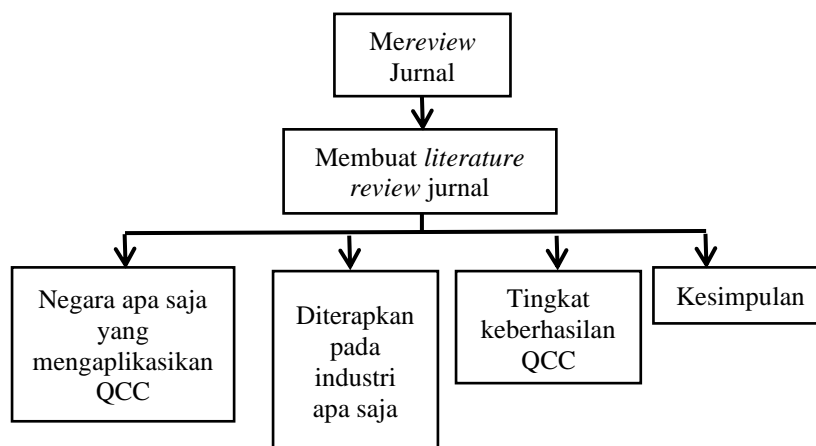 Mereview
Jurnal
Membuat literature
review jurnal
Negara apa saja
yang
mengaplikasikan
QCC
Diterapkan
pada
industri
apa saja
Tingkat
keberhasilan
QCC
Kesimpulan